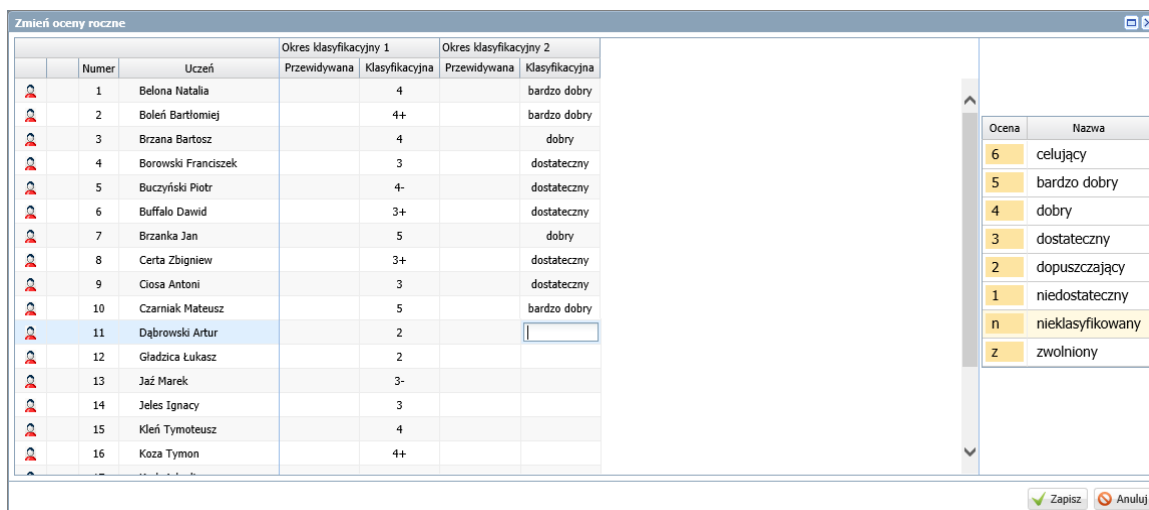 Zmień oceny roczne
Okres klasyfikacyjny 1 Okres klasyfikacyjny 2
Numer Uczeń Przewidywana Klasyfikacyjna Przewidywana Klasyfikacyjna
1 Belona Natalia 4 bardzo dobry
2 Boleń Bartłomiej 4+ bardzo dobry
3 Brzana Bartosz 4 dobry
4 Borowski Franciszek 3 dostateczny
5 Buczyński Piotr 4- dostateczny
6 Buffalo Dawid 3+ dostateczny
7 Brzanka Jan 5 dobry
8 Certa Zbigniew 3+ dostateczny
9 Ciosa Antoni 3 dostateczny
10 Czarniak Mateusz 5 bardzo dobry
11 Dąbrowski Artur 2
12 Gładzica Łukasz 2
13 Jaź Marek 3-
14 Jeles Ignacy 3
15 Kleń Tymoteusz 4
16 Koza Tymon 4+
Ocena Nazwa
6 celujący
5 bardzo dobry
4 dobry
3 dostateczny
2 dopuszczający
1 niedostateczny
n nieklasyfikowany
z zwolniony
Zapisz Anuluj